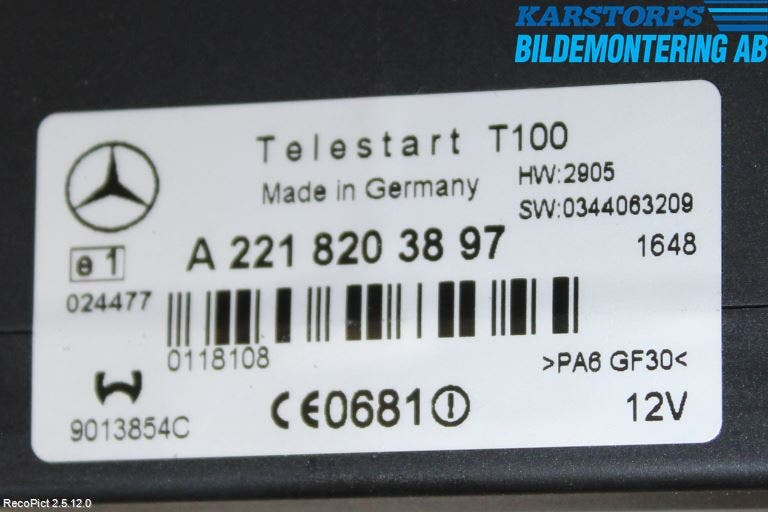 KARSTORPS
BILDEMONTERING AB
Telestart T100
Made in Germany
HW:2905
SW:0344063209
A 221 820 38 97
1648
e1
024477
0118108
>PA6 GF30<
9013854C
CE0681
12V
RecoPict 2.5.12.0